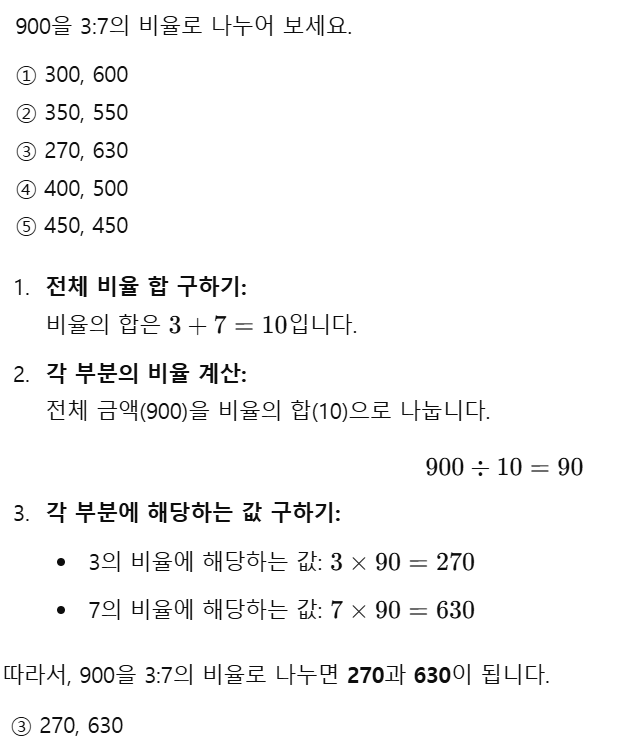 900을 3:7의 비율로 나누어 보세요.
① 300, 600
② 350, 550
③ 270, 630
④ 400, 500
⑤ 450, 450
1. 전체 비율 합 구하기:
비율의 합은 3 + 7 = 10입니다.
2. 각 부분의 비율 계산:
전체 금액(900)을 비율의 합(10)으로 나눕니다.
900 ÷ 10 = 90
3. 각 부분에 해당하는 값 구하기:
• 3의 비율에 해당하는 값: 3 × 90 = 270
• 7의 비율에 해당하는 값: 7 × 90 = 630
따라서, 900을 3:7의 비율로 나누면 270과 630이 됩니다.
③ 270, 630